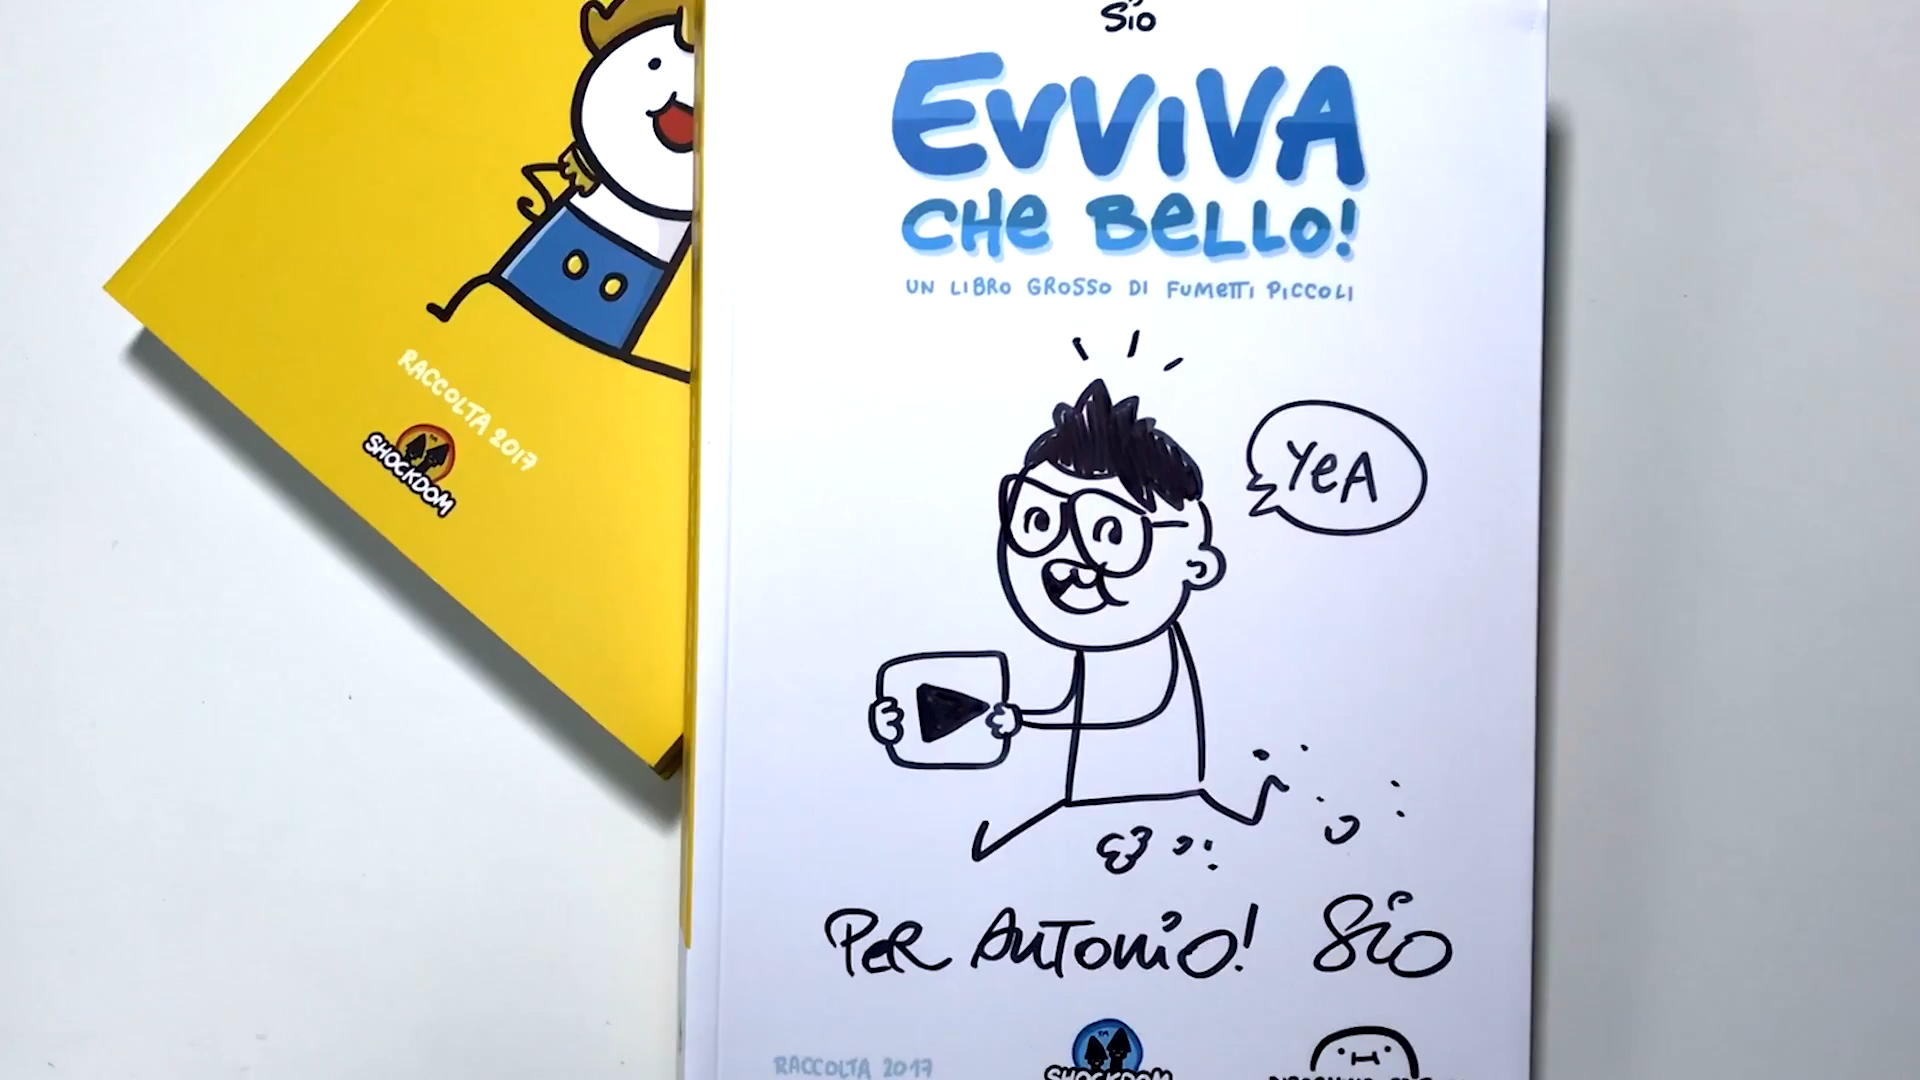 Sio
EVVIVA
CHE BELLO!
UN LIBRO GROSSO DI FUMETTI PICCOLI
YeA
PER ANTONIO! Sio
RACCOLTA 2017
SHOCKDOM
RACCOLTA 2017
SHOCKDOM